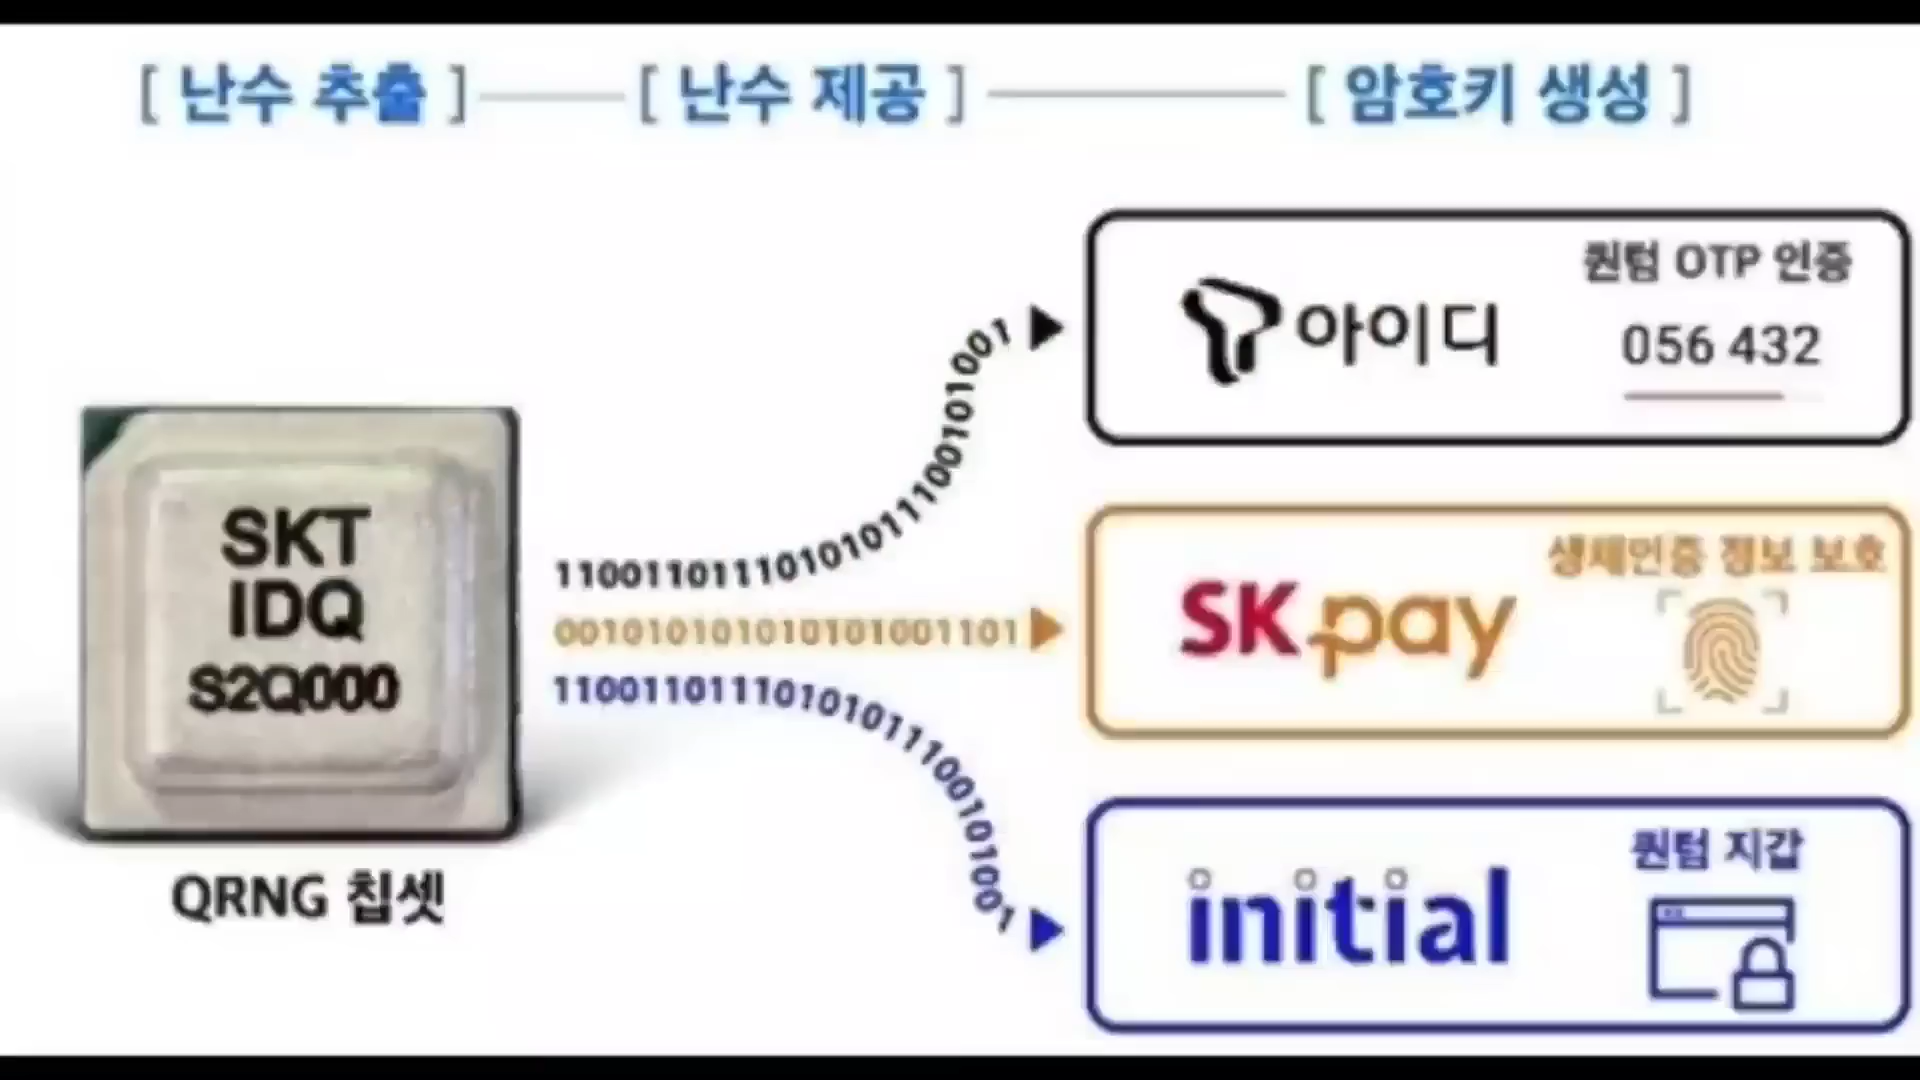 [ 난수 추출 ] [ 난수 제공 ] [ 암호키 생성 ]
아이디
퀀텀 OTP 인증
056 432
SKT
IDQ
S2Q000
QRNG 칩셋
110011011101010101110010101001
0010101010101010101001101
110011011101010101110010101001
SK pay
생체인증 정보 보호
initial
퀀텀 지갑